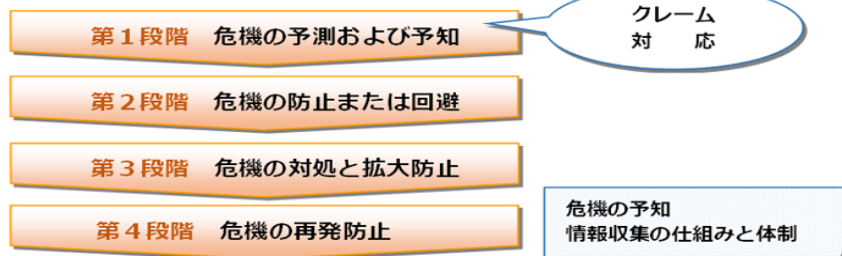 クレーム
対　応
第１段階　危機の予測および予知
第２段階　危機の防止または回避
第３段階　危機の対処と拡大防止
第４段階　危機の再発防止
危機の予知
情報収集の仕組みと体制